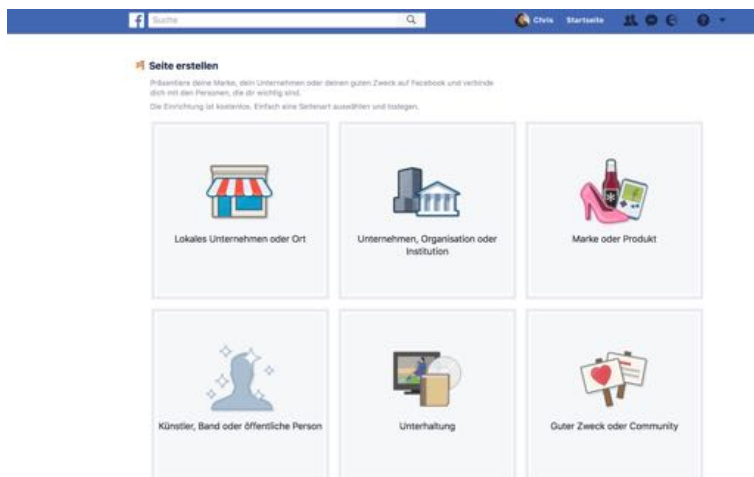 f Suche Chris Startseite
Seite erstellen
Präsentiere deine Marke, dein Unternehmen oder deinen guten Zweck auf Facebook und verbinde
dich mit den Personen, die dir wichtig sind.
Die Einrichtung ist kostenlos. Einfach eine Seitenart auswählen und loslegen.
Lokales Unternehmen oder Ort
Unternehmen, Organisation oder
Institution
Marke oder Produkt
Künstler, Band oder öffentliche Person
Unterhaltung
Guter Zweck oder Community